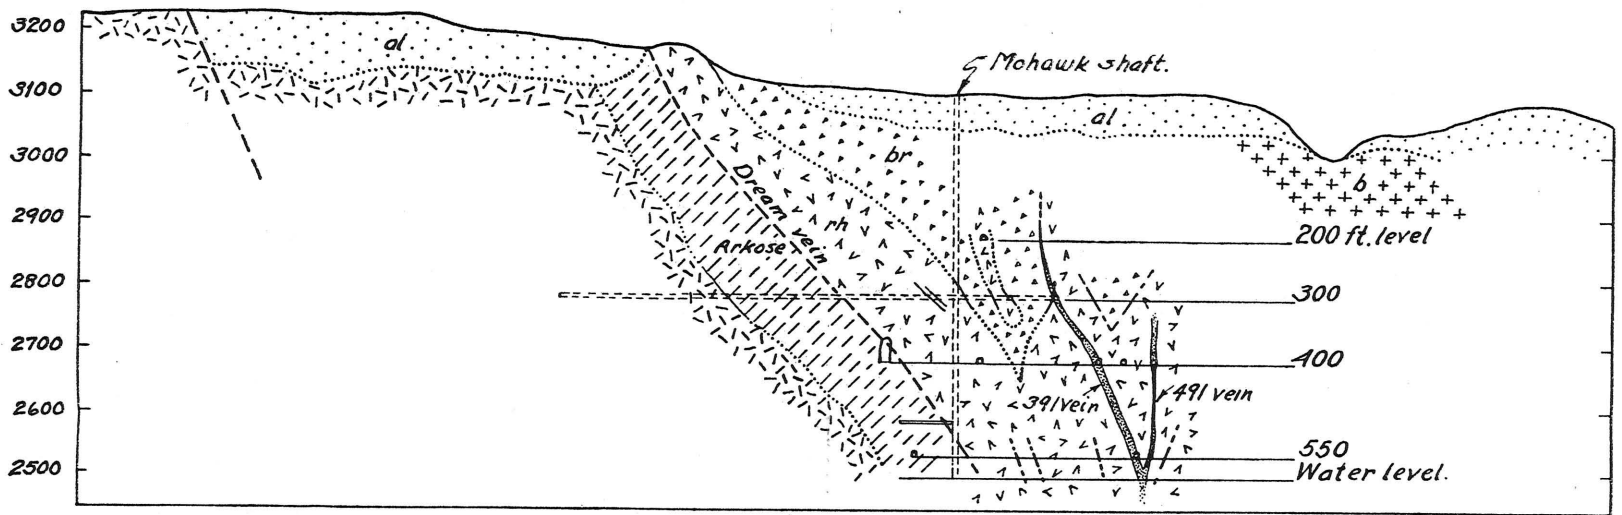 3200
3100
3000
2900
2800
2700
2600
2500
al
Mohawk shaft.
al
br
b
Dream vein
rh
Arkose
200 ft. level
300
400
391 vein
491 vein
550
Water level.